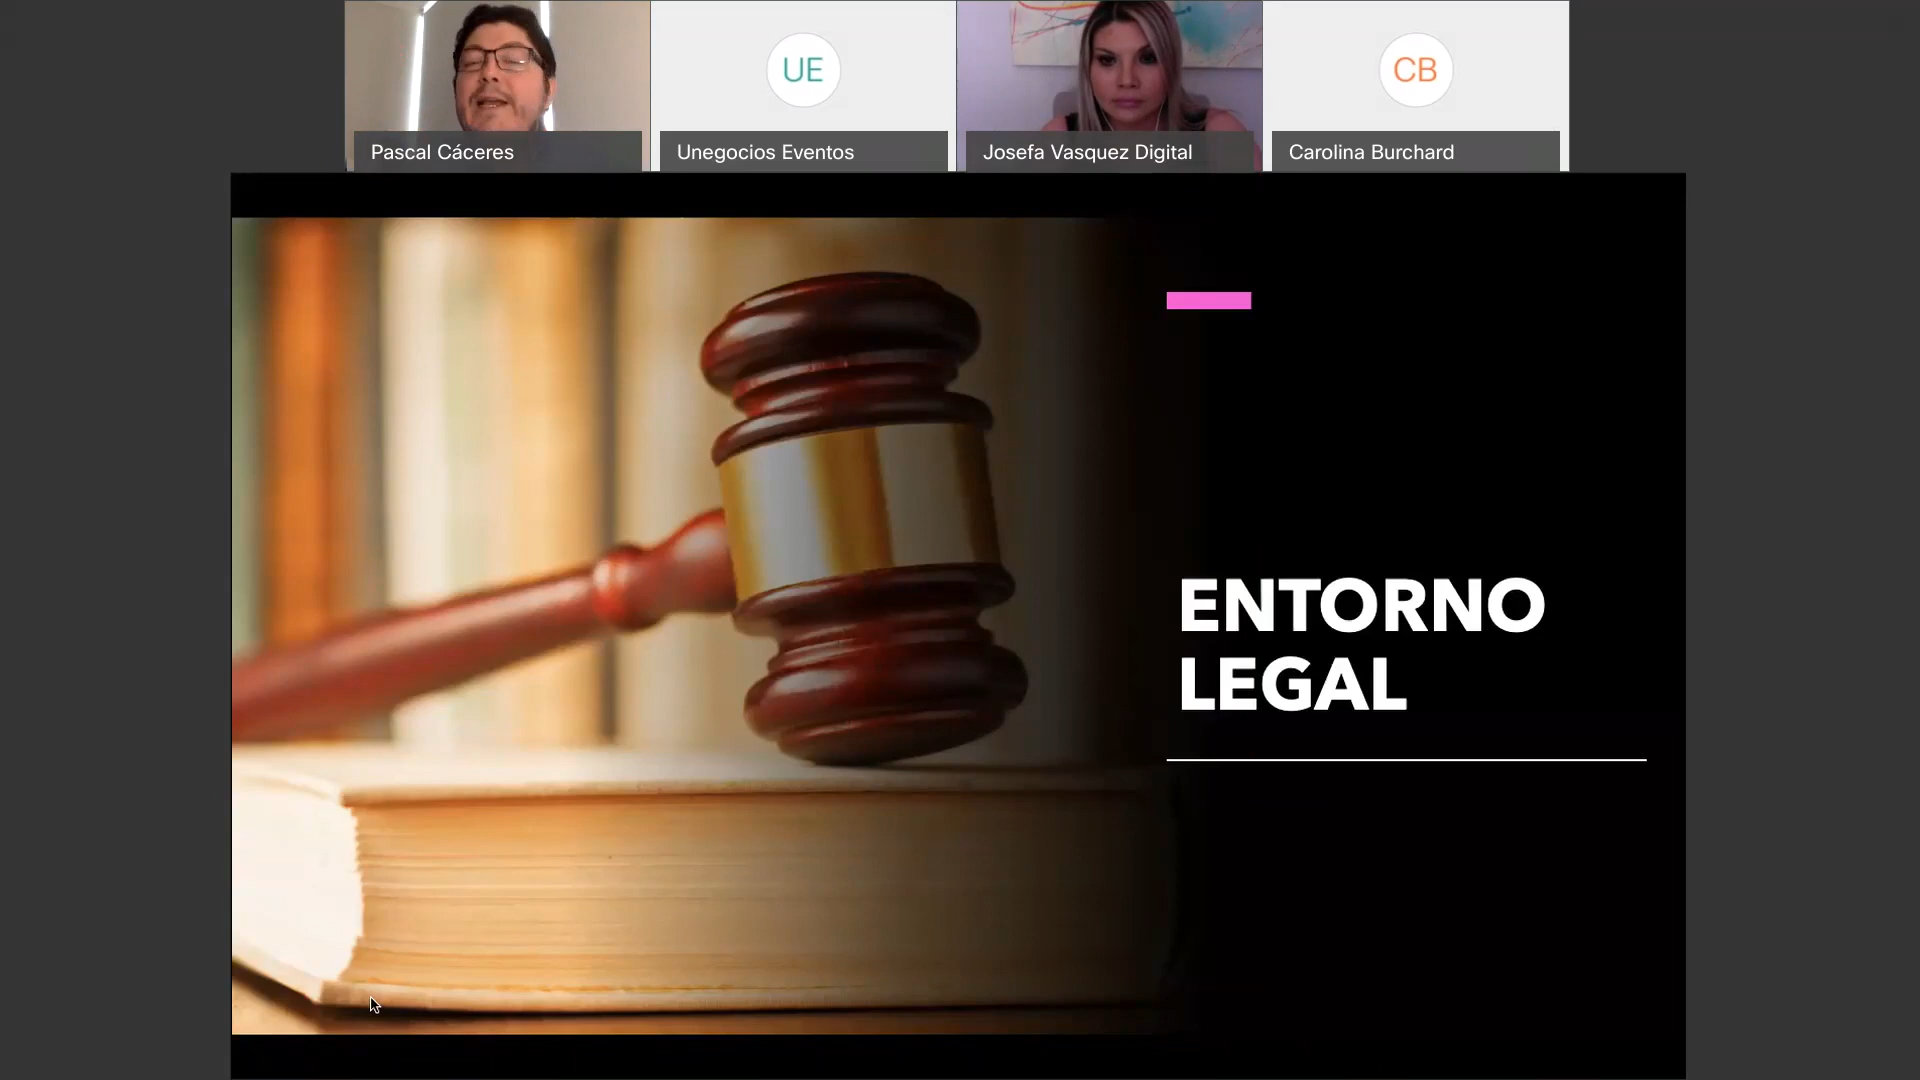 UE
CB
Pascal Cáceres
Unegocios Eventos
Josefa Vasquez Digital
Carolina Burchard
ENTORNO
LEGAL